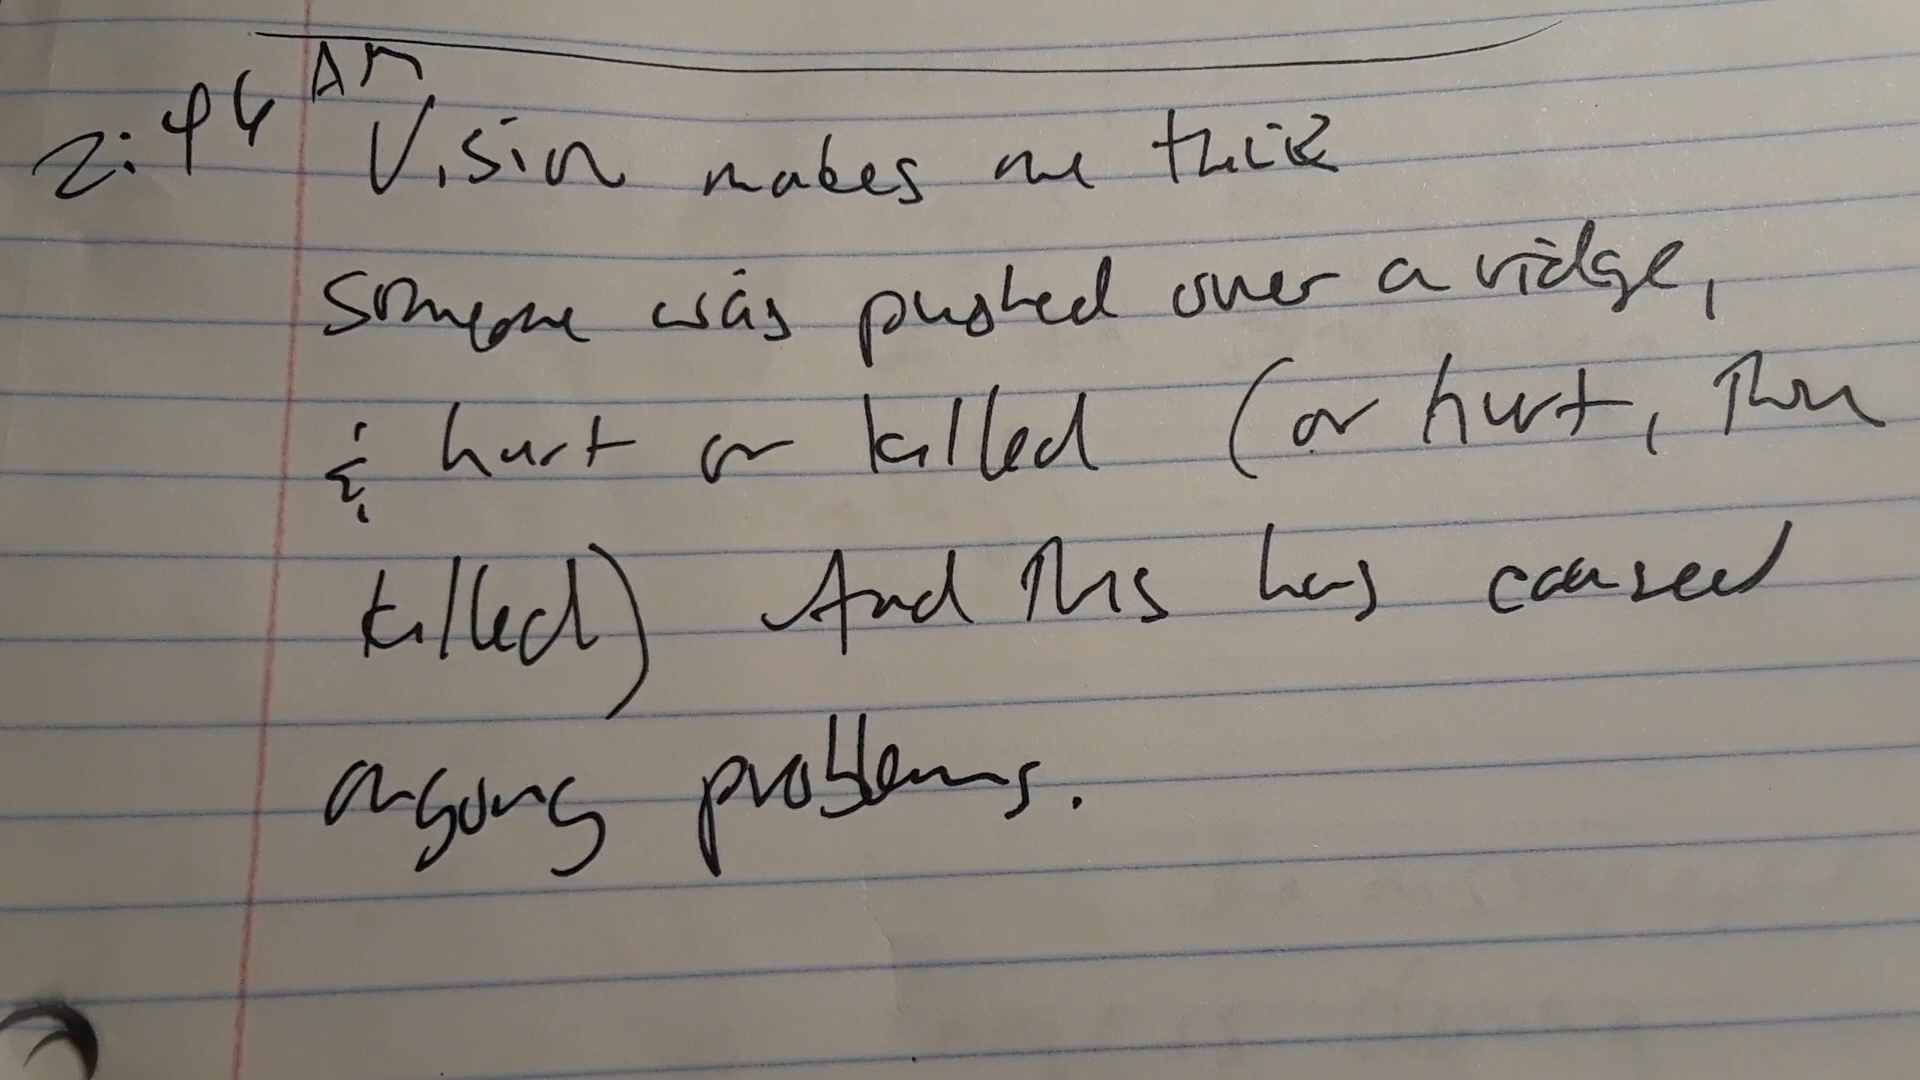 2:46 AM Vision makes me think
someone was pushed over a ridge,
& hurt or killed (or hurt, then
killed) And this has caused
ongoing problems.